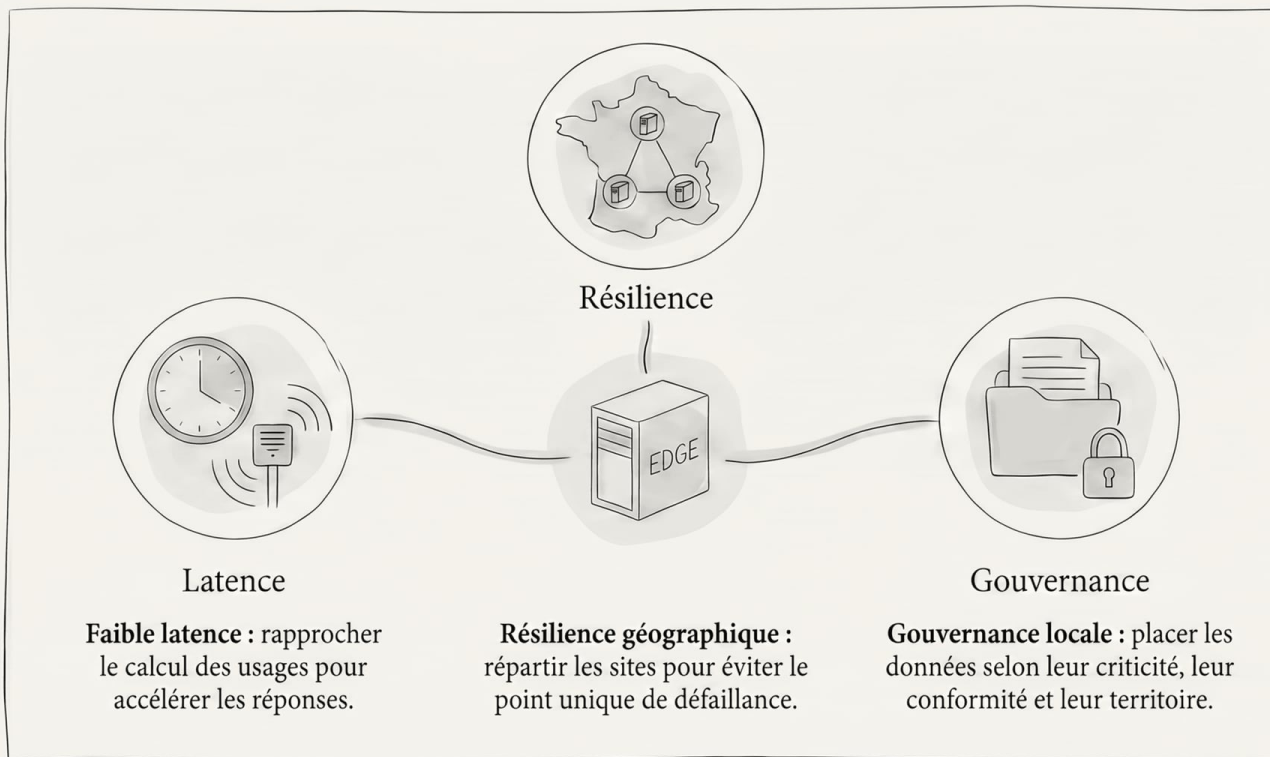 Résilience
EDGE
Latence
Faible latence : rapprocher
le calcul des usages pour
accélérer les réponses.
Résilience géographique :
répartir les sites pour éviter le
point unique de défaillance.
Gouvernance
Gouvernance locale : placer les
données selon leur criticité, leur
conformité et leur territoire.